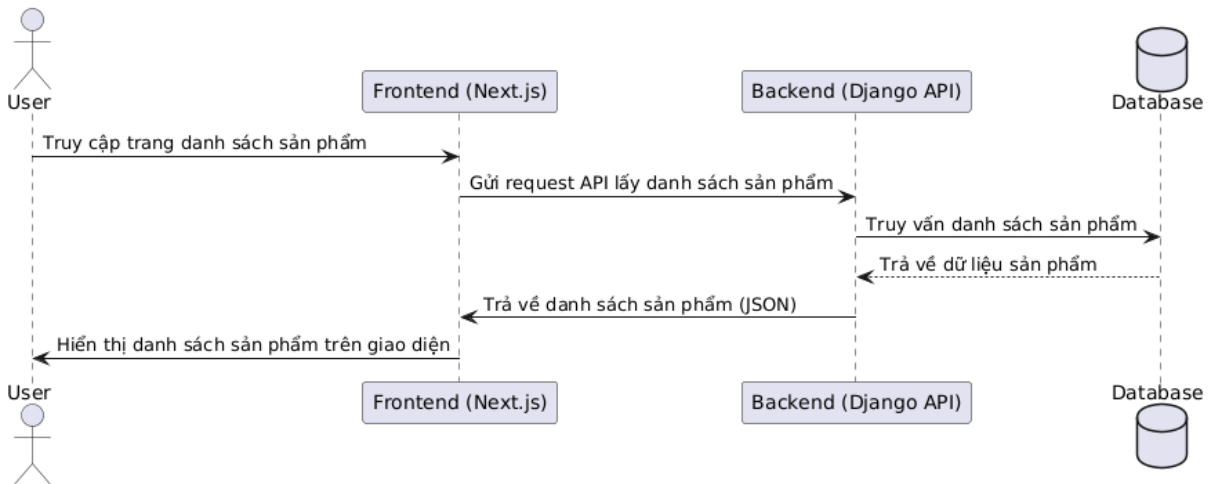 User
Frontend (Next.js)
Backend (Django API)
Database
Truy cập trang danh sách sản phẩm
Gửi request API lấy danh sách sản phẩm
Truy vấn danh sách sản phẩm
Trả về dữ liệu sản phẩm
Trả về danh sách sản phẩm (JSON)
Hiển thị danh sách sản phẩm trên giao diện
User
Frontend (Next.js)
Backend (Django API)
Database